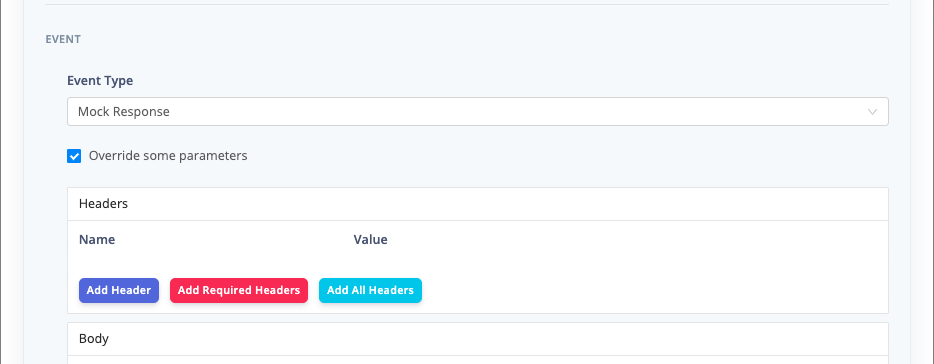 EVENT
Event Type
Mock Response
Override some parameters
Headers
Name Value
Add Header Add Required Headers Add All Headers
Body